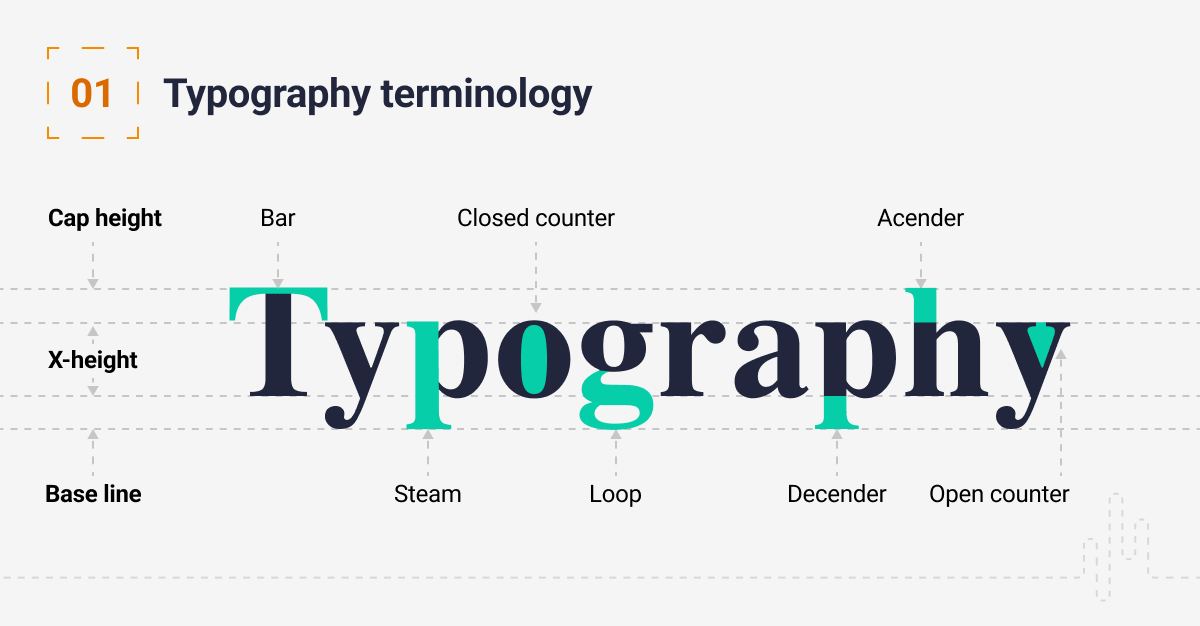 01 Typography terminology
Cap height Bar Closed counter Acender
Typography
X-height
Base line Steam Loop Decender Open counter